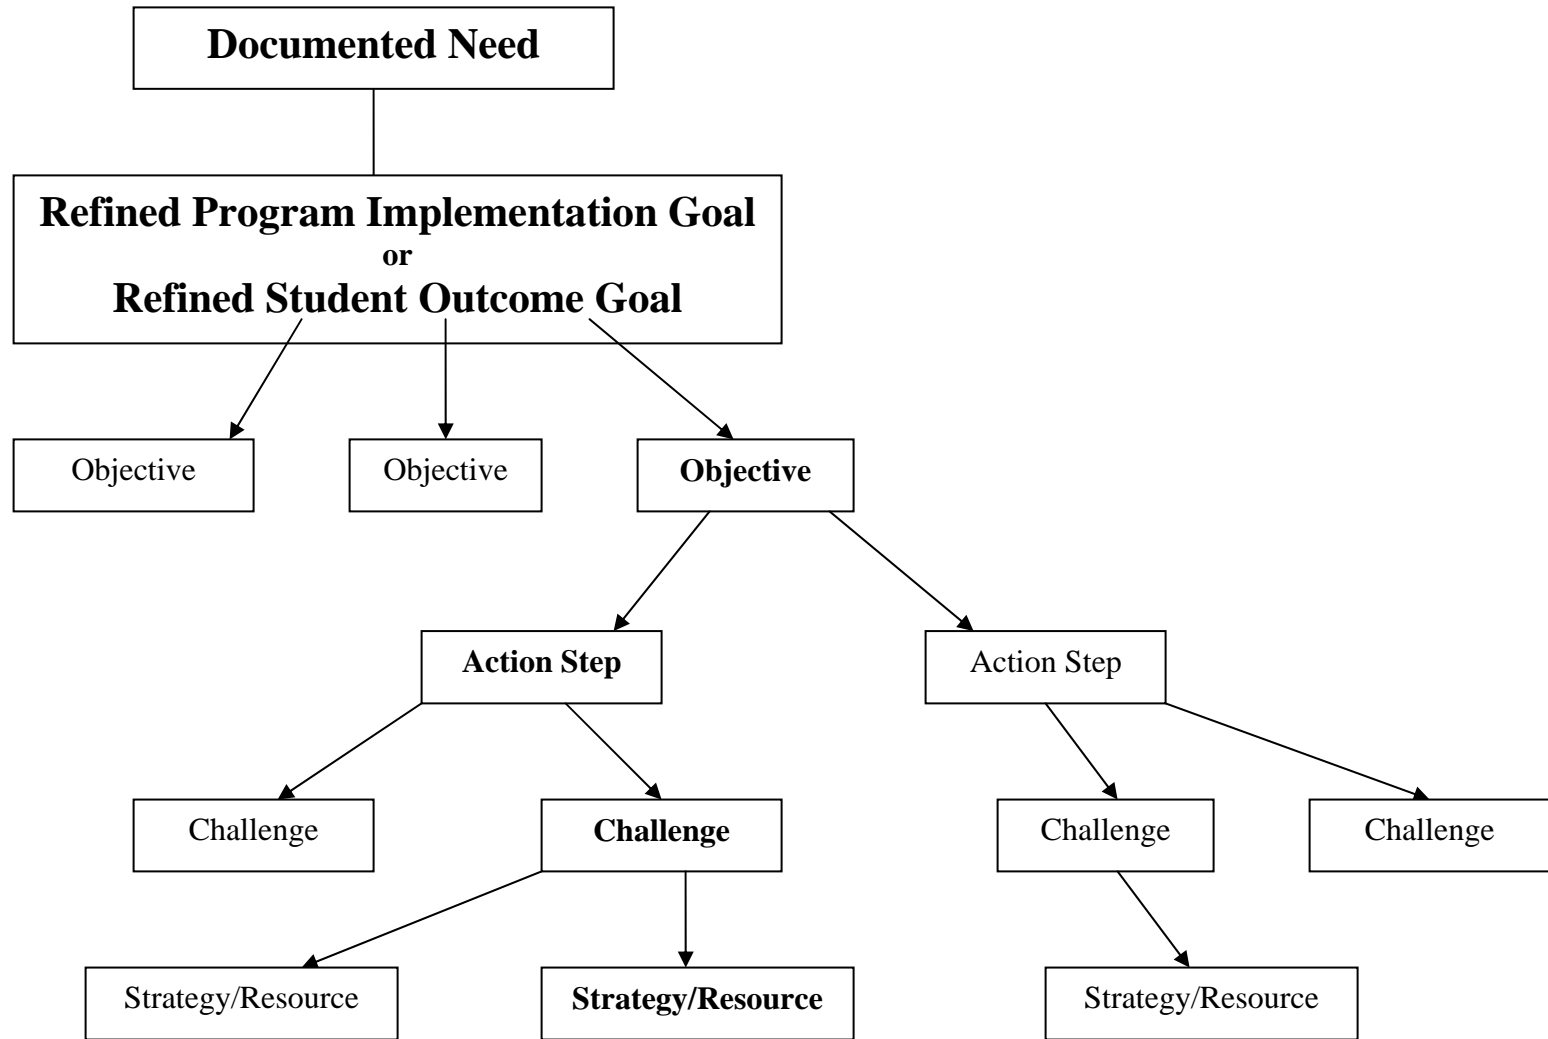 Documented Need
Refined Program Implementation Goal
or
Refined Student Outcome Goal
Objective
Objective
Objective
Action Step
Action Step
Challenge
Challenge
Challenge
Challenge
Strategy/Resource
Strategy/Resource
Strategy/Resource